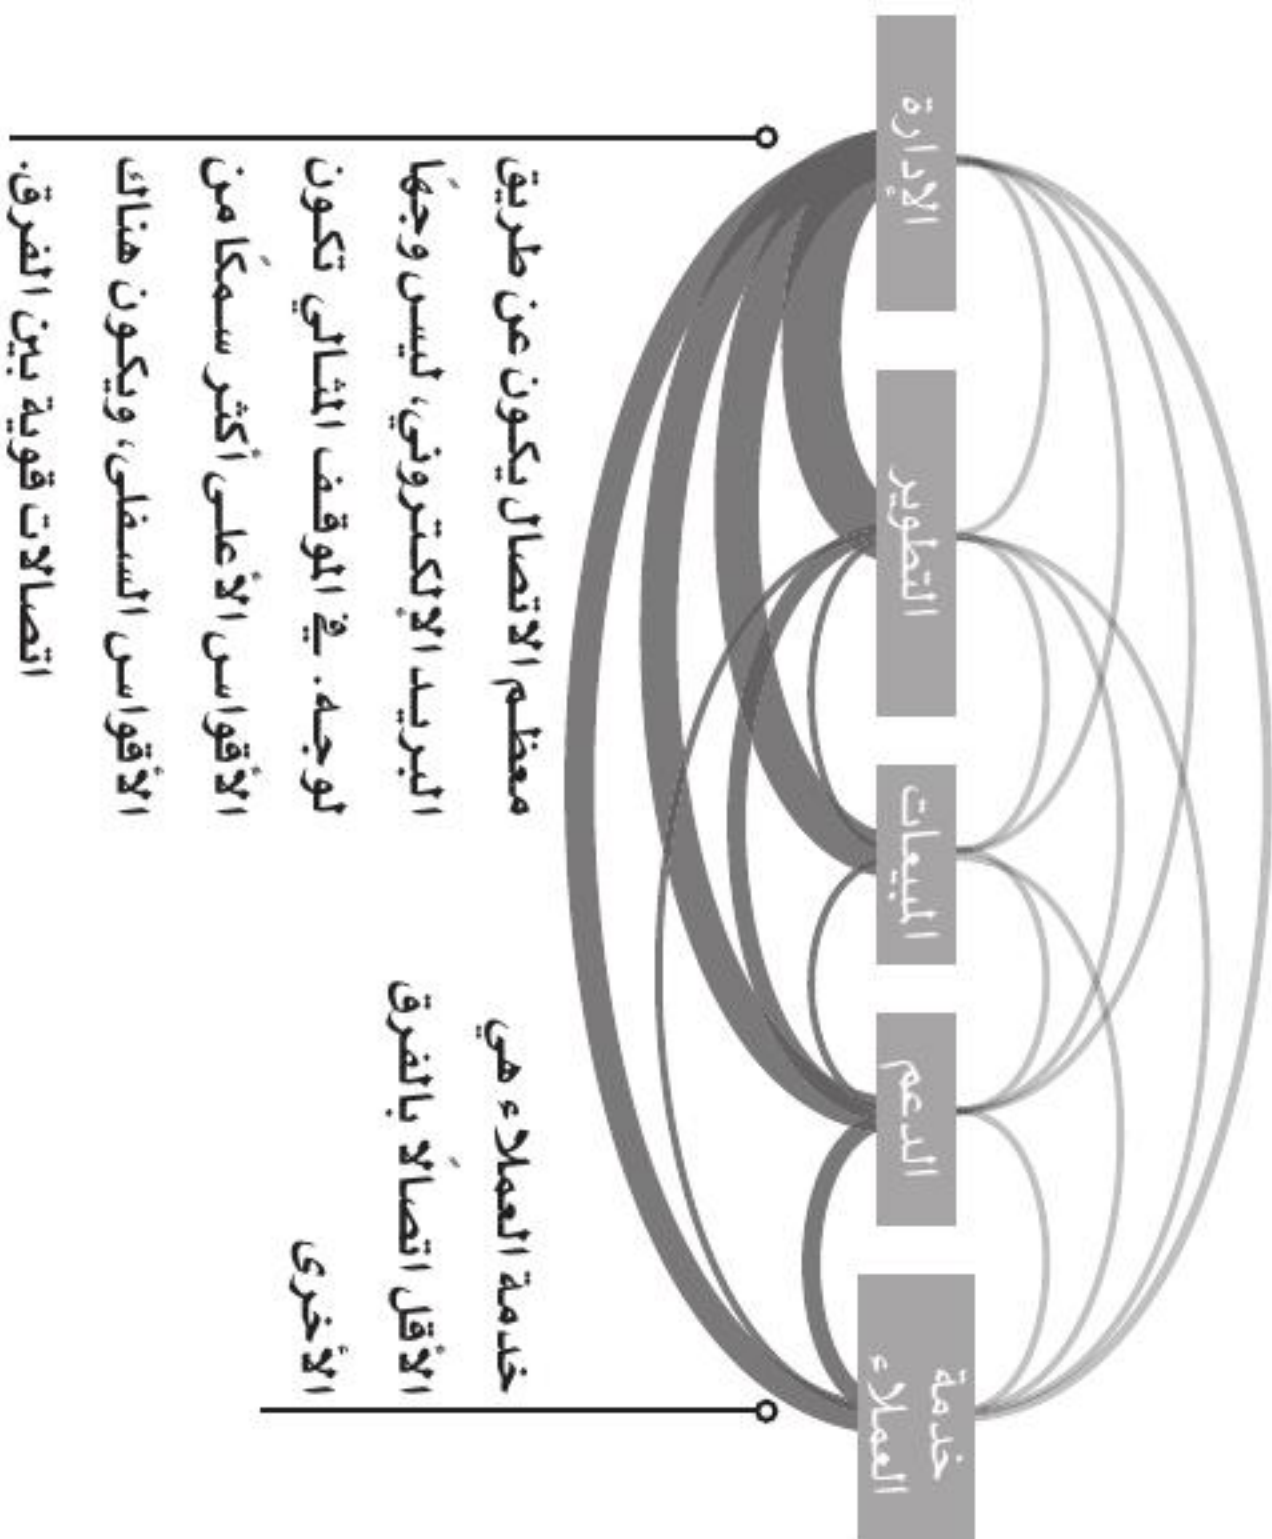 الإدارة
التطوير
المبيعات
الدعم
خدمة
العملاء
معظم الاتصال يكون عن طريق
البريد الإلكتروني، ليس وجهًا
لوجه. في الموقف المثالي تكون
الأقواس الأعلى أكثر سمكًا من
الأقواس السفلى، ويكون هناك
اتصالات قوية بين الفرق.
خدمة العملاء هي
الأقل اتصالًا بالفرق
الأخرى